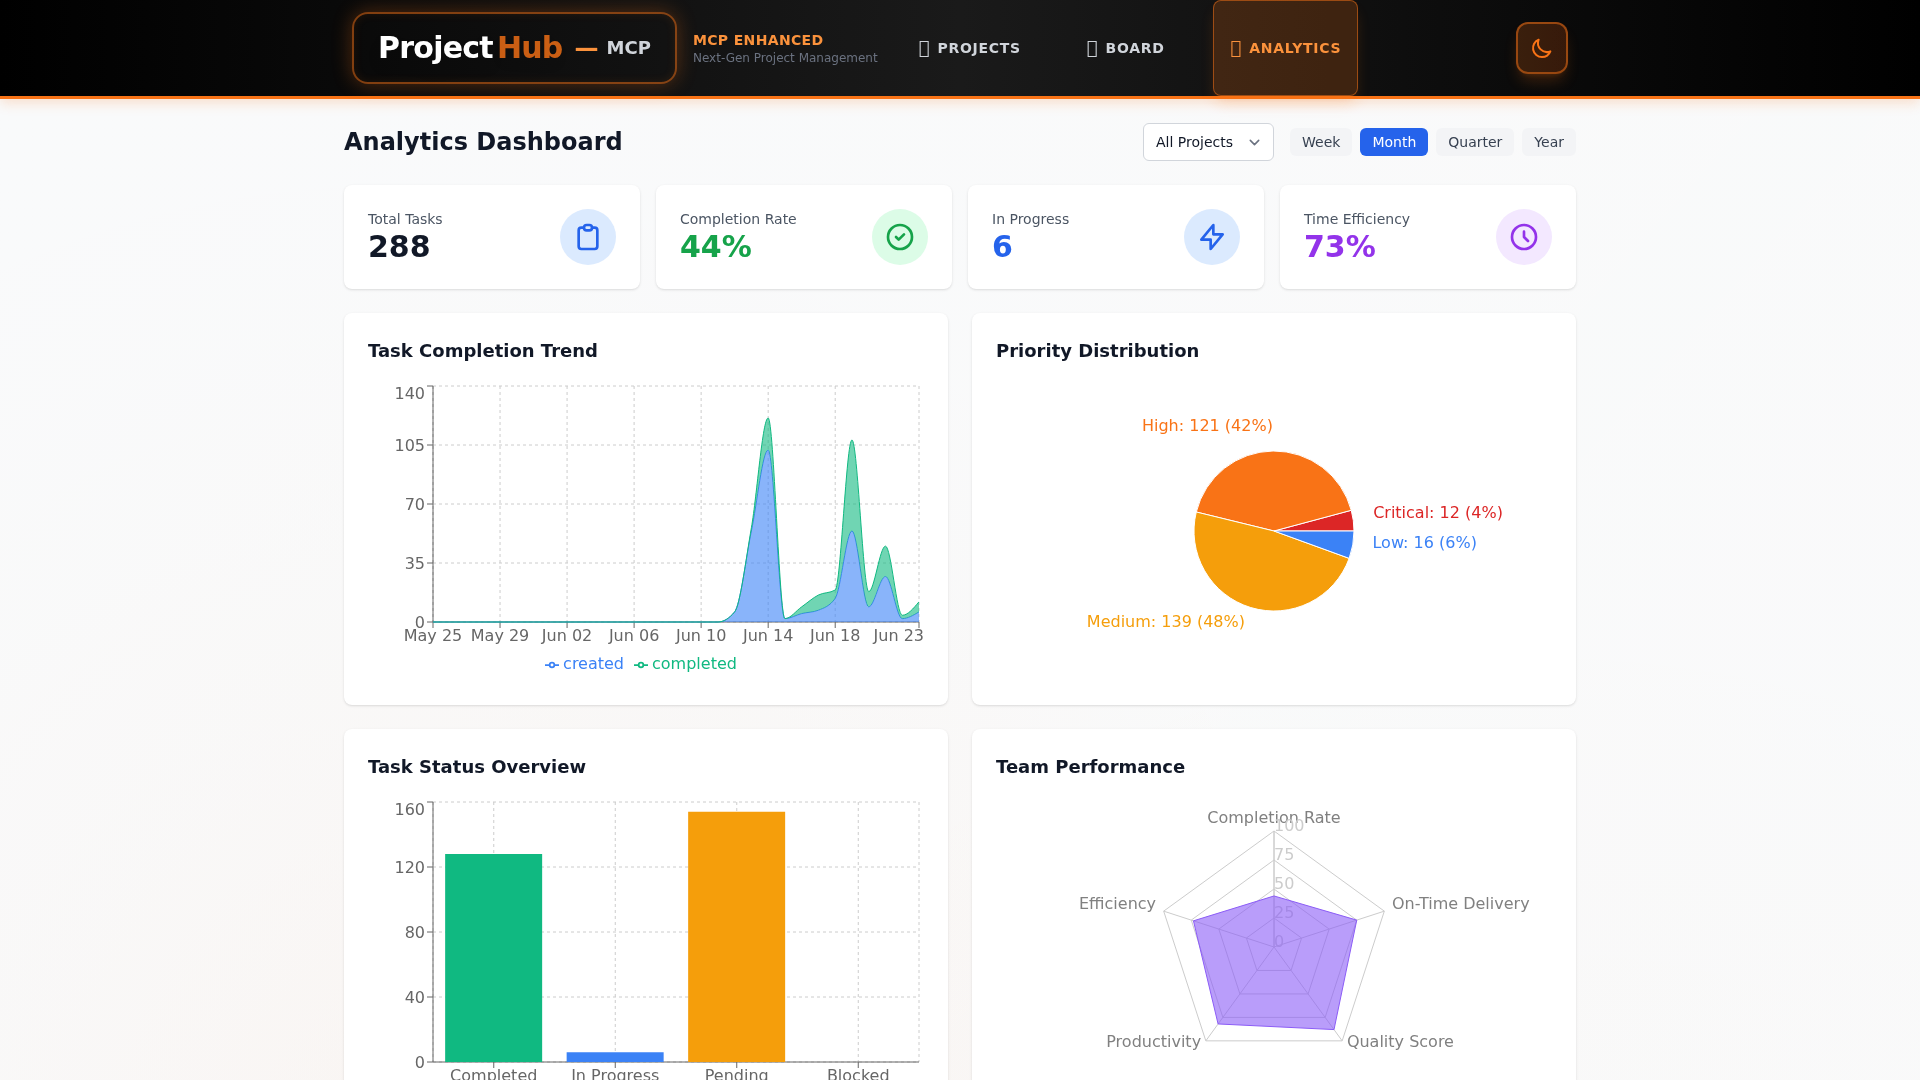 ProjectHub — MCP
MCP ENHANCED
Next-Gen Project Management
PROJECTS
BOARD
ANALYTICS
Analytics Dashboard
All Projects
Week
Month
Quarter
Year
Total Tasks
288
Completion Rate
44%
In Progress
6
Time Efficiency
73%
Task Completion Trend
140
105
70
35
0
May 25 May 29 Jun 02 Jun 06 Jun 10 Jun 14 Jun 18 Jun 23
created completed
Priority Distribution
High: 121 (42%)
Critical: 12 (4%)
Low: 16 (6%)
Medium: 139 (48%)
Task Status Overview
160
120
80
40
0
Completed In Progress Pending Blocked
Team Performance
Completion Rate
100
75
50
25
0
Efficiency
On-Time Delivery
Productivity
Quality Score